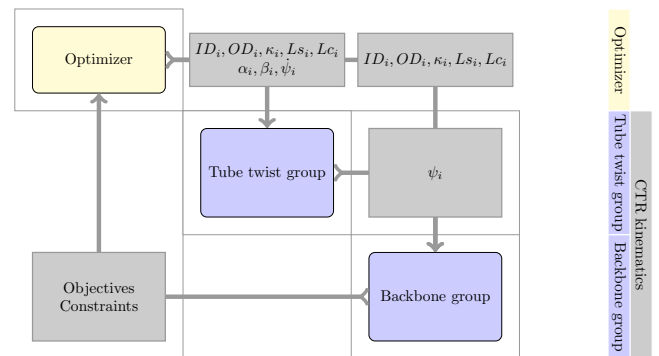 Optimizer
ID_i, OD_i, κ_i, Ls_i, Lc_i
α_i, β_i, ψ̇_i
ID_i, OD_i, κ_i, Ls_i, Lc_i
Tube twist group
ψ_i
Objectives
Constraints
Backbone group
Optimizer
Tube twist group
Backbone group
CTR kinematics